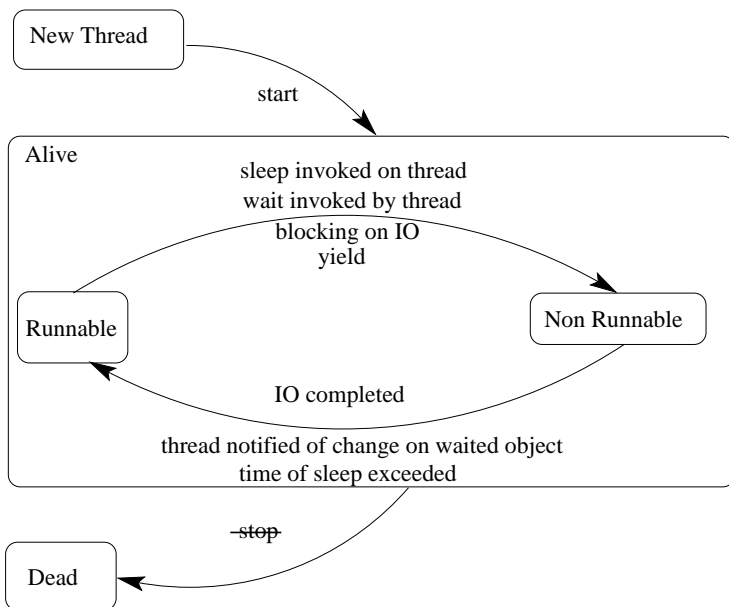 New Thread
start
Alive
sleep invoked on thread
wait invoked by thread
blocking on IO
yield
Runnable
Non Runnable
IO completed
thread notified of change on waited object
time of sleep exceeded
stop
Dead